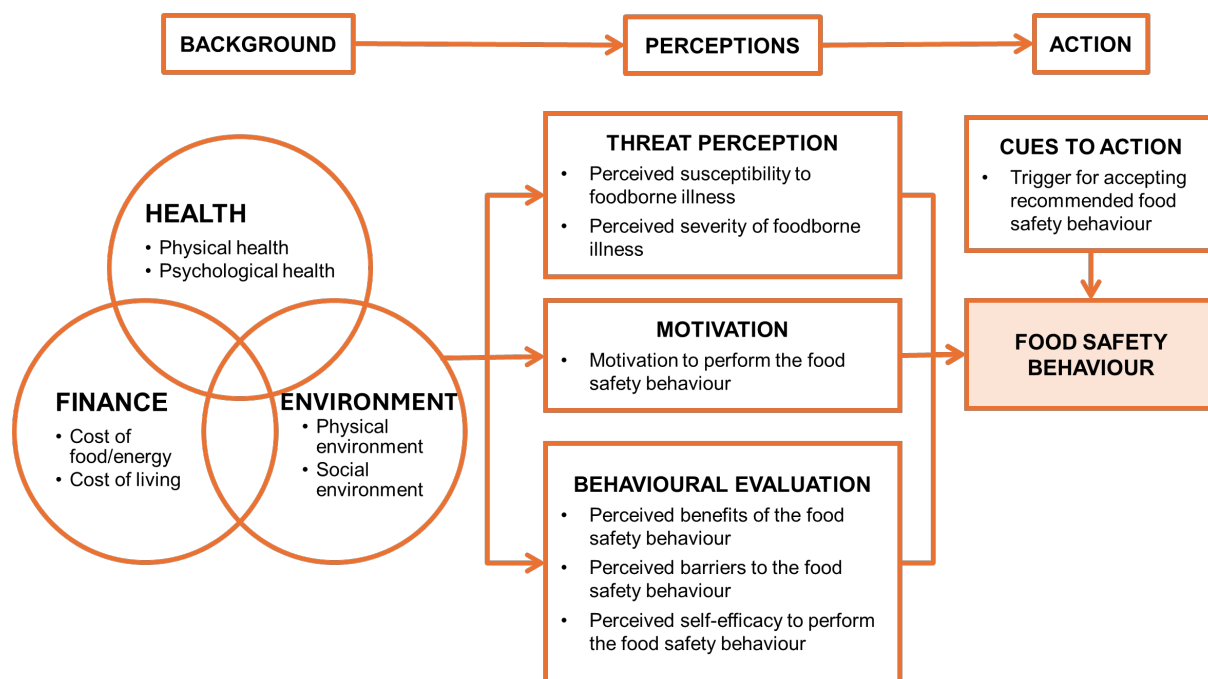 BACKGROUND
PERCEPTIONS
ACTION
HEALTH
• Physical health
• Psychological health
FINANCE
• Cost of
food/energy
• Cost of living
ENVIRONMENT
• Physical
environment
• Social
environment
THREAT PERCEPTION
• Perceived susceptibility to
foodborne illness
• Perceived severity of foodborne
illness
MOTIVATION
• Motivation to perform the food
safety behaviour
BEHAVIOURAL EVALUATION
• Perceived benefits of the food
safety behaviour
• Perceived barriers to the food
safety behaviour
• Perceived self-efficacy to perform
the food safety behaviour
CUES TO ACTION
• Trigger for accepting
recommended food
safety behaviour
FOOD SAFETY
BEHAVIOUR